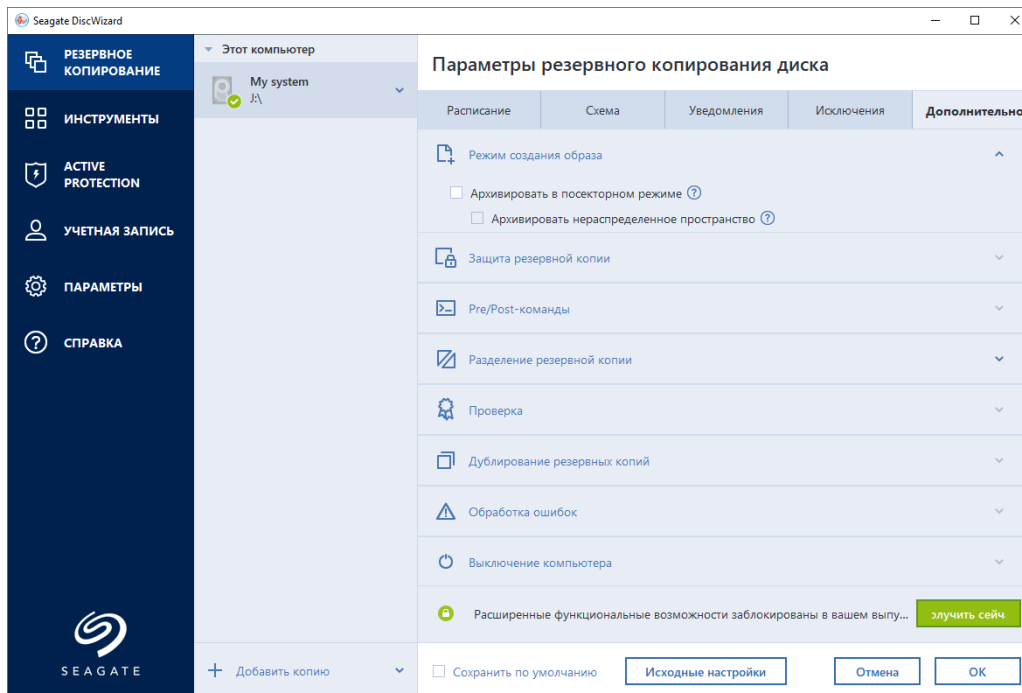 Seagate DiscWizard
РЕЗЕРВНОЕ
КОПИРОВАНИЕ
ИНСТРУМЕНТЫ
ACTIVE
PROTECTION
УЧЕТНАЯ ЗАПИСЬ
ПАРАМЕТРЫ
СПРАВКА
SEAGATE
Этот компьютер
My system
J:\
Добавить копию
Параметры резервного копирования диска
Расписание
Схема
Уведомления
Исключения
Дополнительно
Режим создания образа
Архивировать в посекторном режиме
Архивировать нераспределенное пространство
Защита резервной копии
Pre/Post-команды
Разделение резервной копии
Проверка
Дублирование резервных копий
Обработка ошибок
Выключение компьютера
Расширенные функциональные возможности заблокированы в вашем выпу...
олучить сейч
Сохранить по умолчанию
Исходные настройки
Отмена
ОК